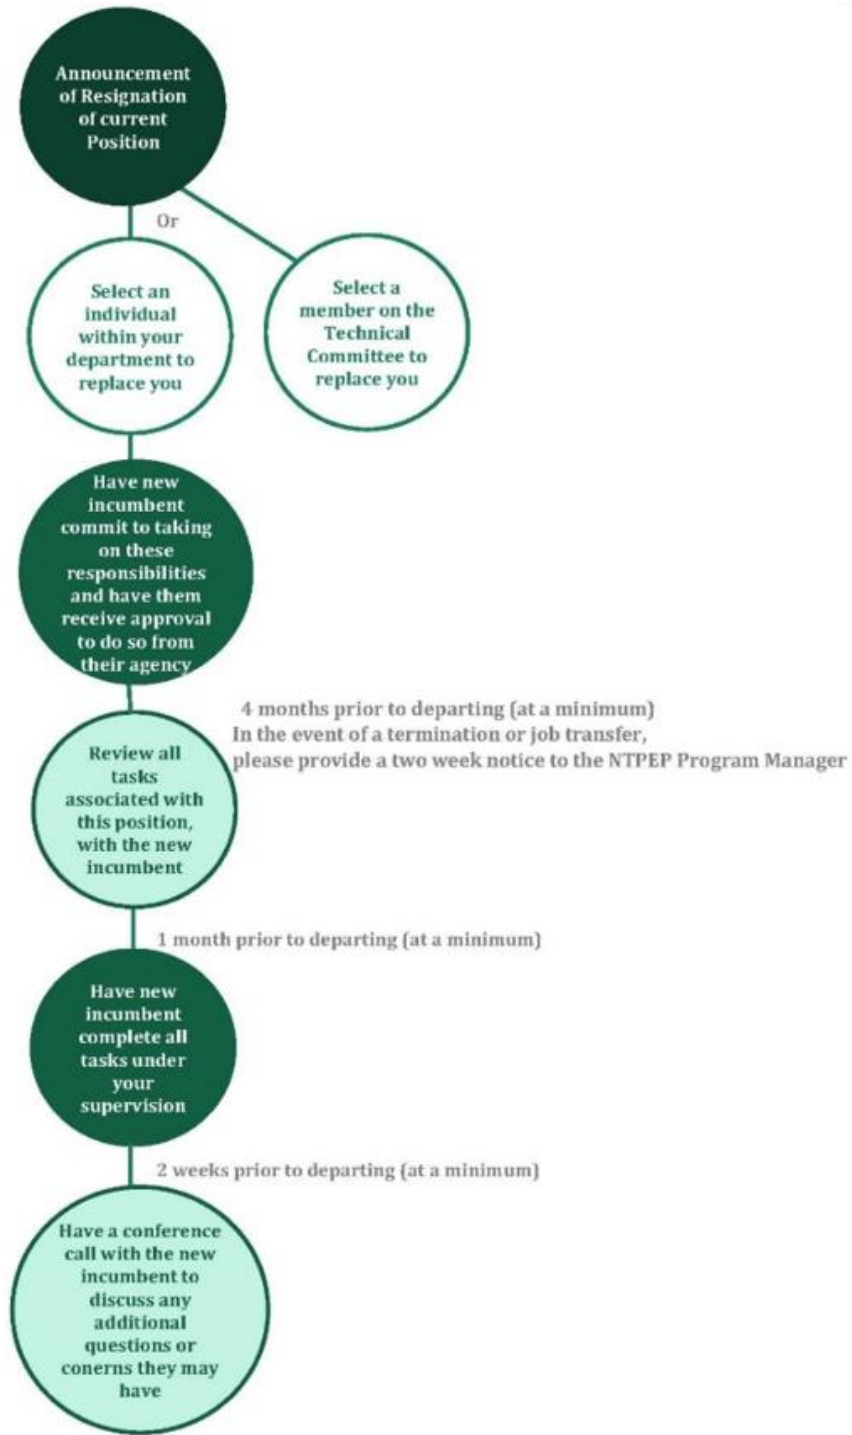 Announcement
of Resignation
of current
Position
Or
Select an
individual
within your
department to
replace you
Select a
member on the
Technical
Committee to
replace you
Have new
incumbent
commit to taking
on these
responsibilities
and have them
receive approval
to do so from
their agency
4 months prior to departing (at a minimum)
In the event of a termination or job transfer,
please provide a two week notice to the NTPEP Program Manager
Review all
tasks
associated with
this position,
with the new
incumbent
1 month prior to departing (at a minimum)
Have new
incumbent
complete all
tasks under
your
supervision
2 weeks prior to departing (at a minimum)
Have a conference
call with the new
incumbent to
discuss any
additional
questions or
conerns they may
have